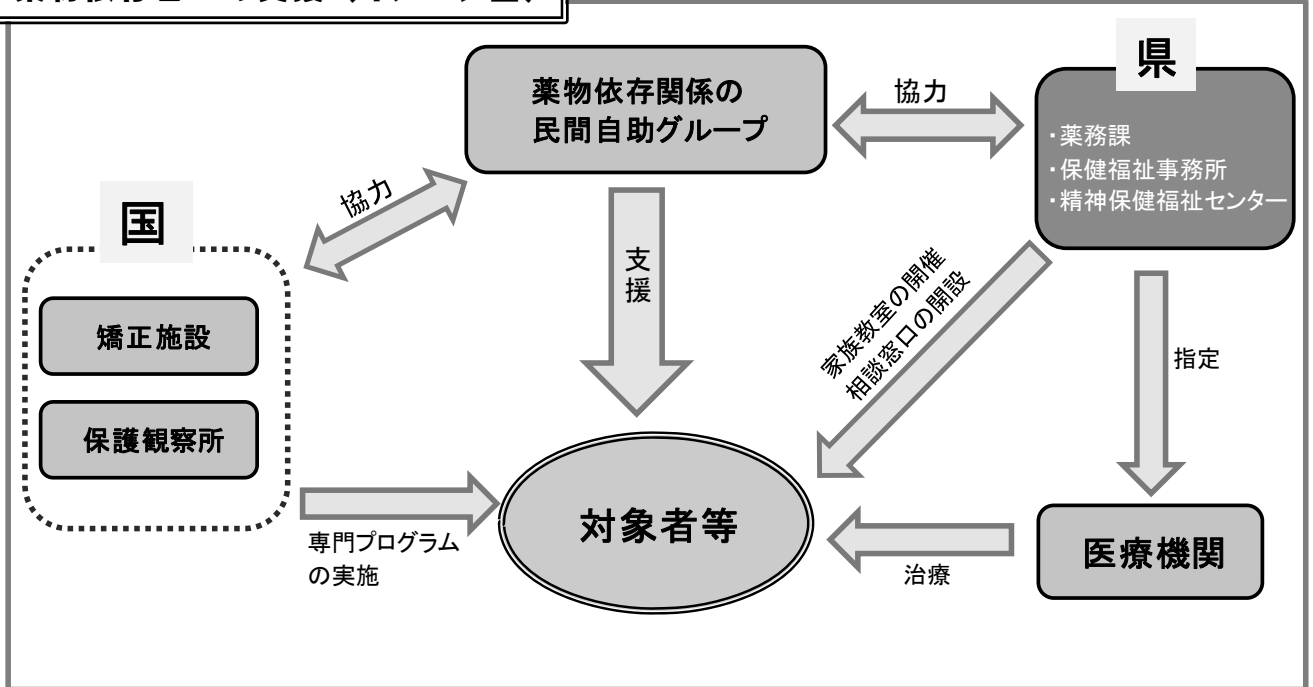 県
薬物依存関係の
民間自助グループ
協力
・薬務課
・保健福祉事務所
・精神保健福祉センター
協力
国
支援
家族教室の開催
相談窓口の開設
矯正施設
指定
保護観察所
対象者等
専門プログラム
の実施
治療
医療機関